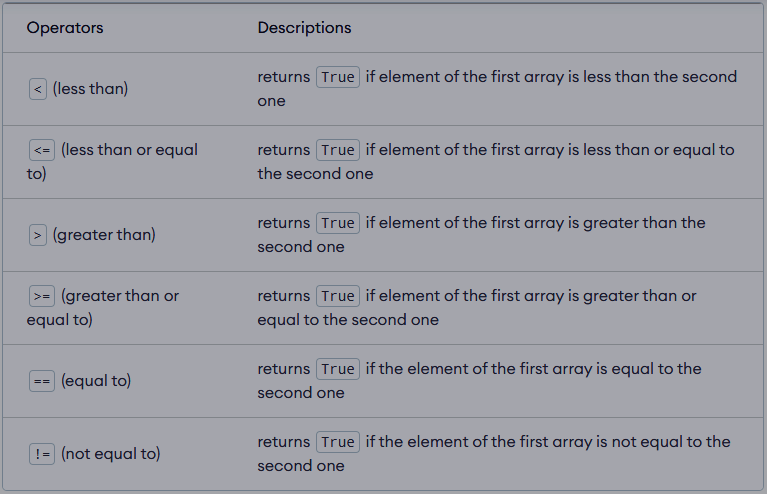 Operators Descriptions
< (less than) returns True if element of the first array is less than the second
one
<= (less than or equal
to)
returns True if element of the first array is less than or equal to
the second one
> (greater than)
returns True if element of the first array is greater than the
second one
>= (greater than or
equal to)
returns True if element of the first array is greater than or
equal to the second one
== (equal to)
returns True if the element of the first array is equal to the
second one
!= (not equal to)
returns True if the element of the first array is not equal to the
second one